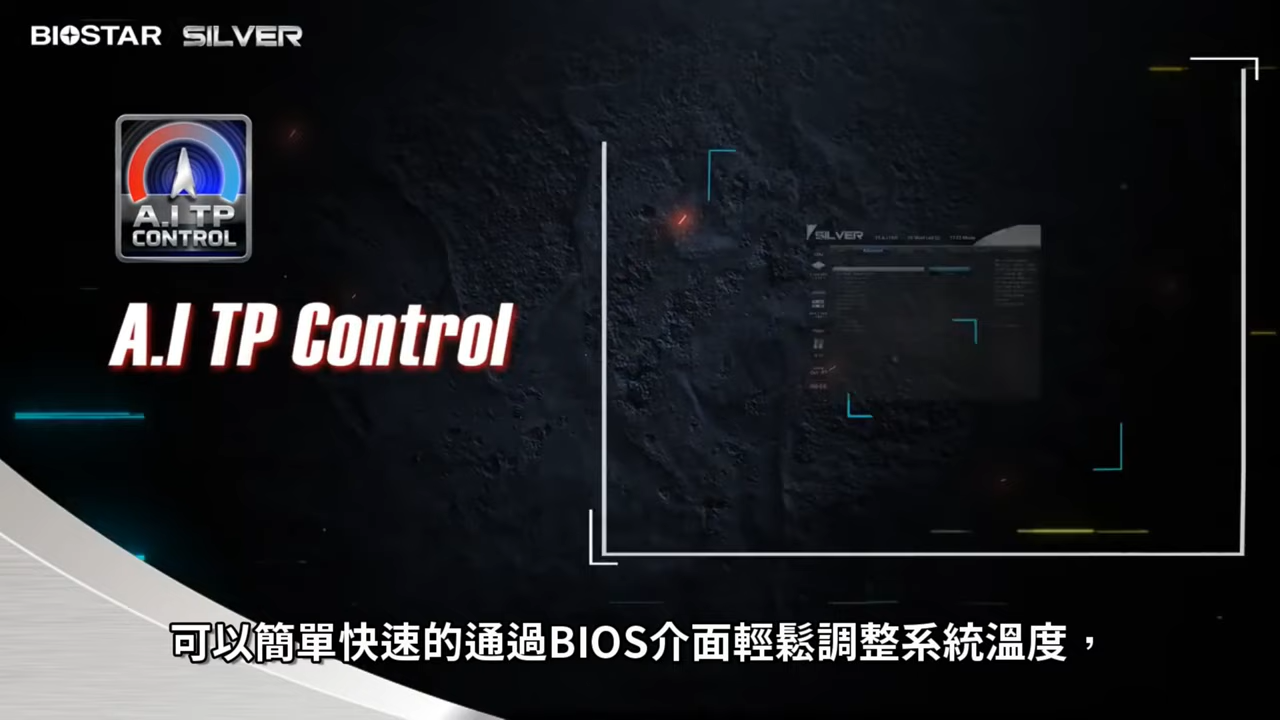 BIOSTAR SILVER
A.I TP
CONTROL
A.I TP Control
SILVER
可以簡單快速的通過BIOS介面輕鬆調整系統溫度，